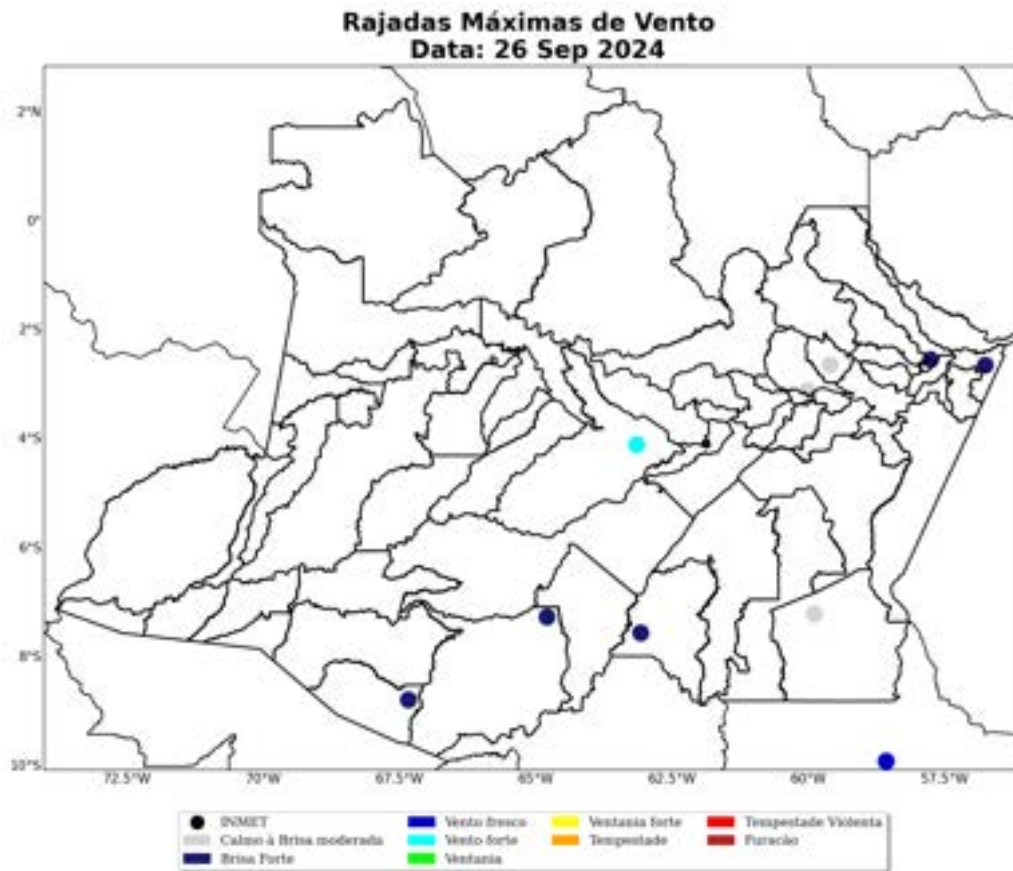 Rajadas Máximas de Vento
Data: 26 Sep 2024
2°N
0°
2°S
4°S
6°S
8°S
10°S
72.5°W 70°W 67.5°W 65°W 62.5°W 60°W 57.5°W
INMET
Calmo à Brisa moderada
Brisa Forte
Vento fresco
Vento forte
Ventania
Ventania forte
Tempestade
Tempestade Violenta
Furacão